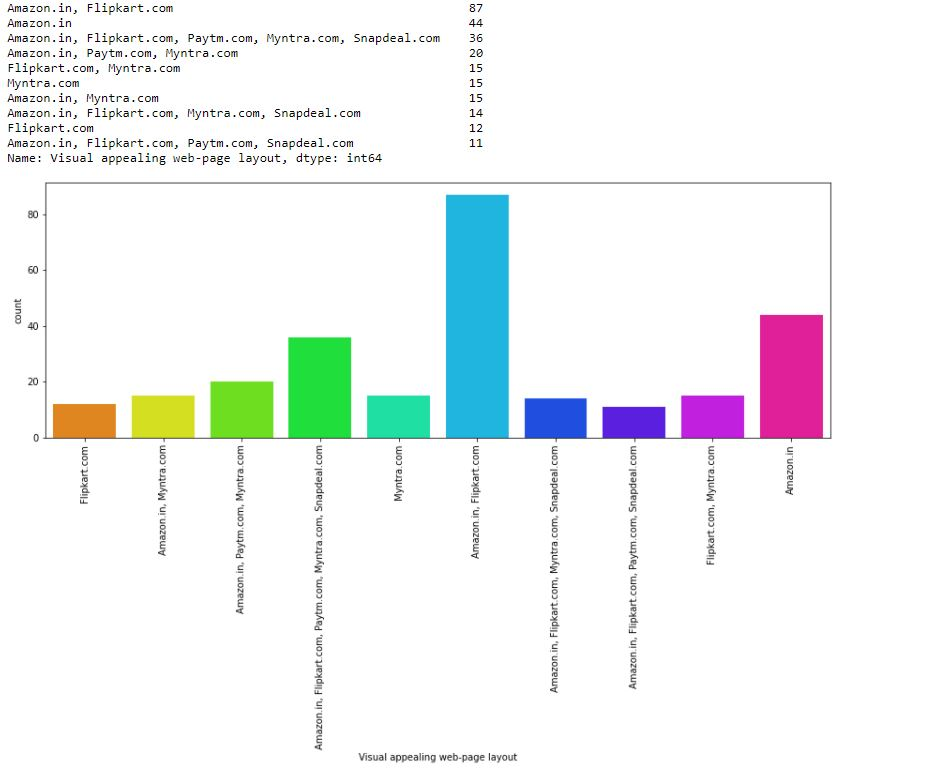 Amazon.in, Flipkart.com 87
Amazon.in 44
Amazon.in, Flipkart.com, Paytm.com, Myntra.com, Snapdeal.com 36
Amazon.in, Paytm.com, Myntra.com 20
Flipkart.com, Myntra.com 15
Myntra.com 15
Amazon.in, Myntra.com 15
Amazon.in, Flipkart.com, Myntra.com, Snapdeal.com 14
Flipkart.com 12
Amazon.in, Flipkart.com, Paytm.com, Snapdeal.com 11
Name: Visual appealing web-page layout, dtype: int64
80
60
40
20
0
count
Flipkart.com
Amazon.in, Myntra.com
Amazon.in, Paytm.com, Myntra.com
Amazon.in, Flipkart.com, Paytm.com, Myntra.com, Snapdeal.com
Myntra.com
Amazon.in, Flipkart.com
Amazon.in, Flipkart.com, Myntra.com, Snapdeal.com
Amazon.in, Flipkart.com, Paytm.com, Snapdeal.com
Flipkart.com, Myntra.com
Amazon.in
Visual appealing web-page layout